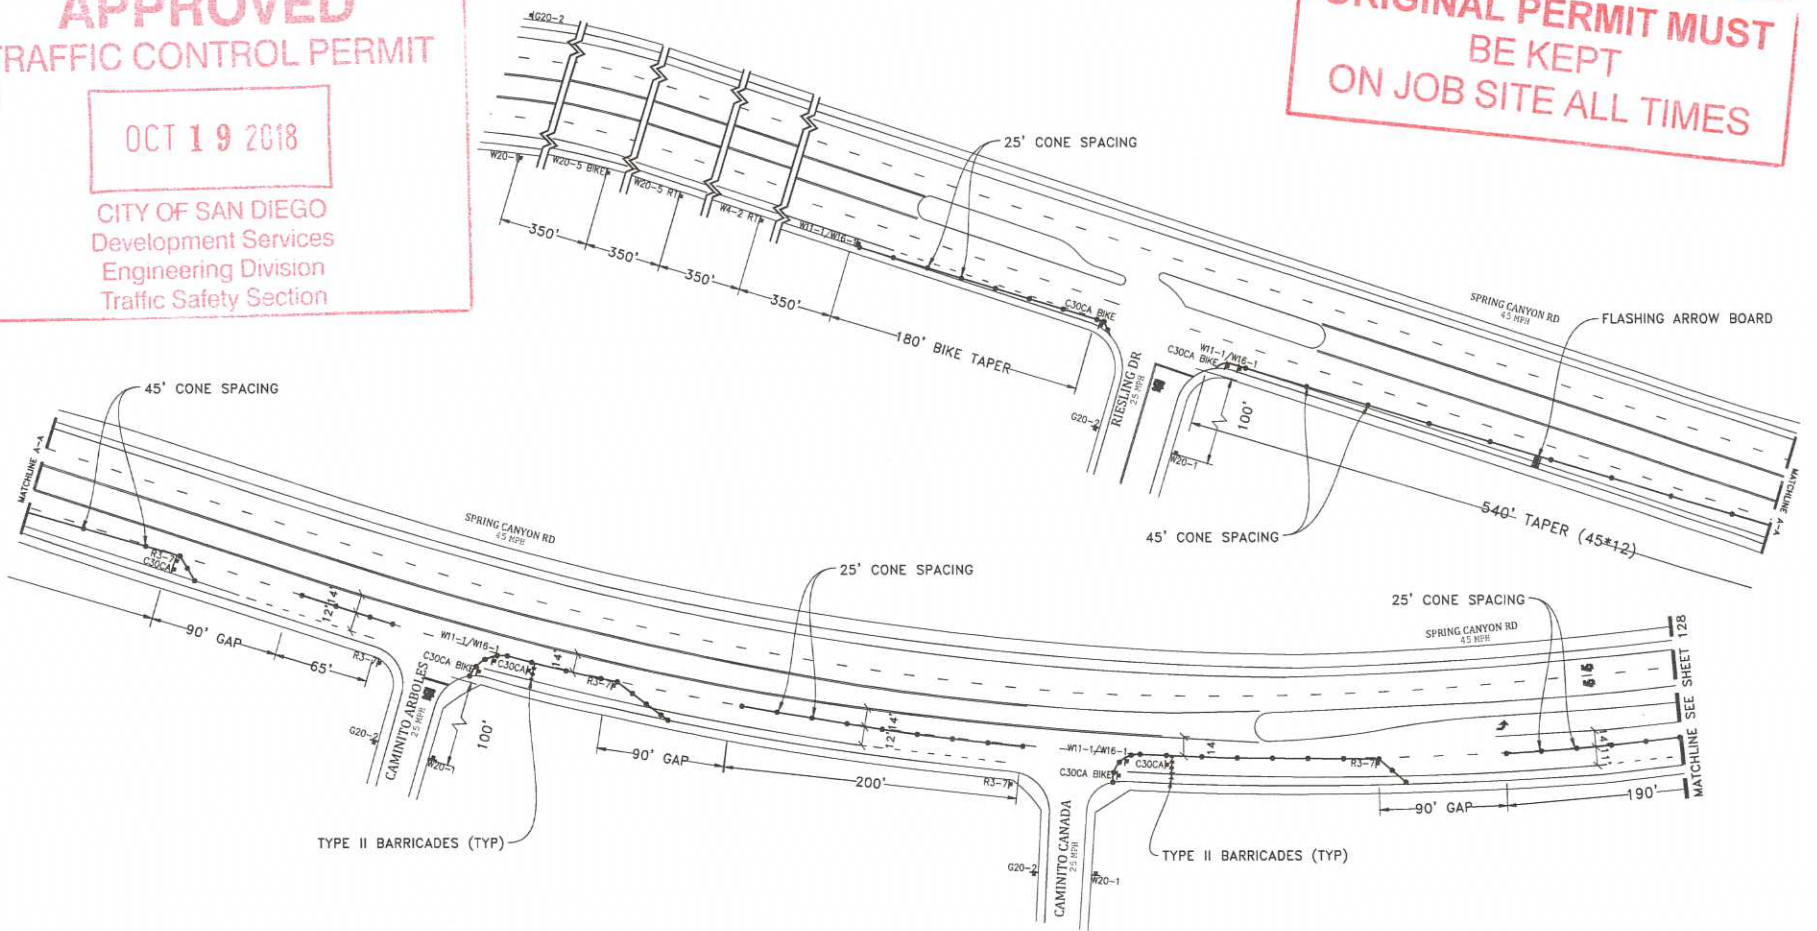 APPROVED
TRAFFIC CONTROL PERMIT
OCT 19 2018
CITY OF SAN DIEGO
Development Services
Engineering Division
Traffic Safety Section
ORIGINAL PERMIT MUST
BE KEPT
ON JOB SITE ALL TIMES
G20-2
W20-1
W20-5 BIKE
W20-5 RT
W4-2 RT
W11-1/W16-1
350'
350'
350'
350'
180' BIKE TAPER
25' CONE SPACING
C30CA BIKE
RIESLING DR
25 MPH
G20-2
W20-1
100'
W11-1/W16-1
C30CA BIKE
SPRING CANYON RD
45 MPH
FLASHING ARROW BOARD
45' CONE SPACING
540' TAPER (45*12)
MATCHLINE A-A
45' CONE SPACING
MATCHLINE A-A
R3-7
C30CA
90' GAP
65'
R3-7
12'
14'
SPRING CANYON RD
45 MPH
W11-1/W16-1
C30CA BIKE
C30CA
14'
R3-7
CAMINITO ARBOLES
25 MPH
G20-2
W20-1
100'
TYPE II BARRICADES (TYP)
90' GAP
200'
25' CONE SPACING
12'
14'
R3-7
W11-1/W16-1
C30CA BIKE
C30CA
14'
R3-7
CAMINITO CANADA
25 MPH
G20-2
W20-1
TYPE II BARRICADES (TYP)
90' GAP
190'
25' CONE SPACING
SPRING CANYON RD
45 MPH
14'
11'
MATCHLINE SEE SHEET 128